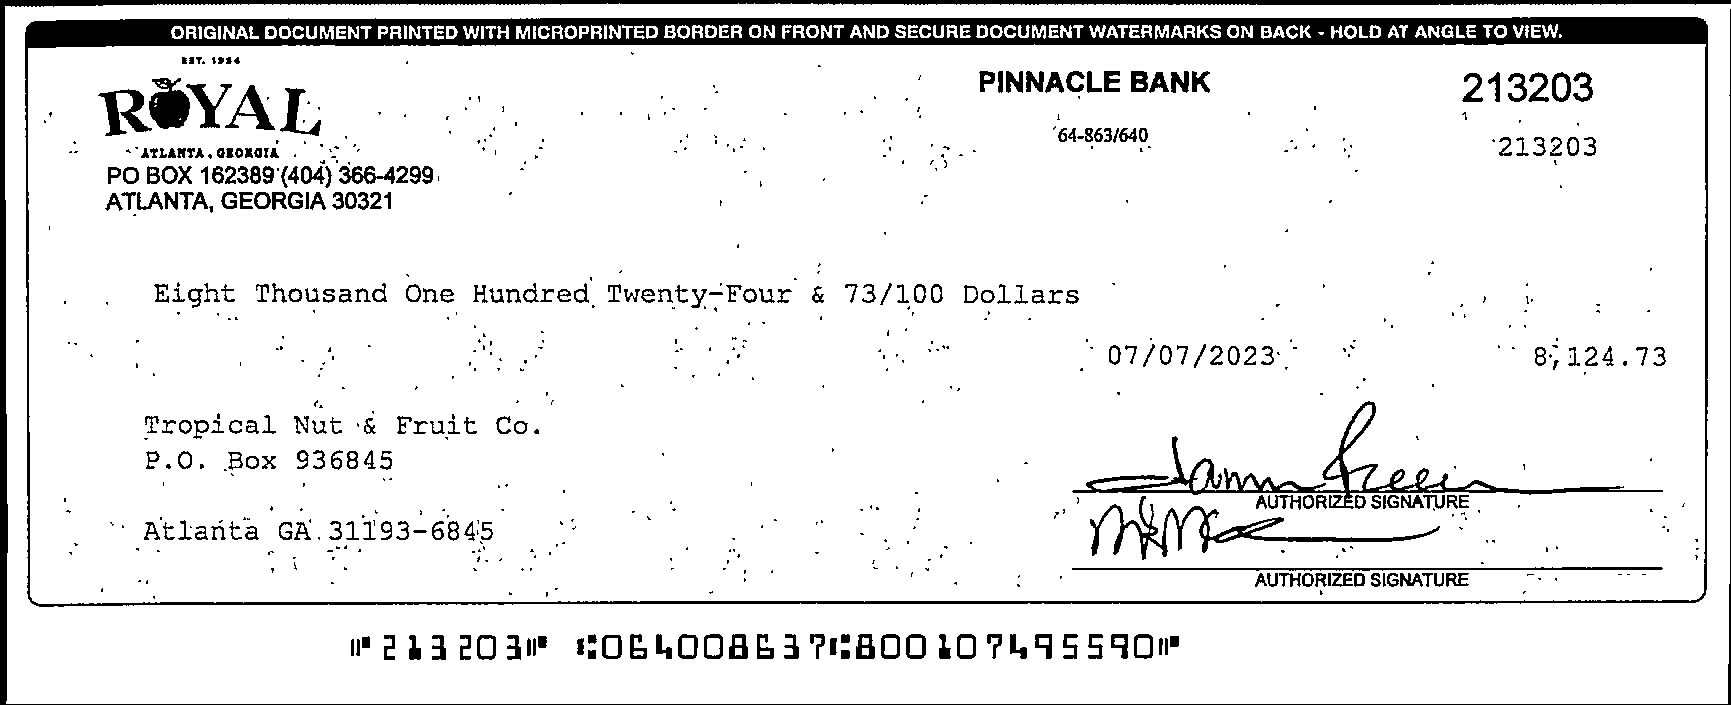 ORIGINAL DOCUMENT PRINTED WITH MICROPRINTED BORDER ON FRONT AND SECURE DOCUMENT WATERMARKS ON BACK - HOLD AT ANGLE TO VIEW.
EST. 1924
ROYAL
ATLANTA, GEORGIA
PO BOX 162389 (404) 366-4299
ATLANTA, GEORGIA 30321
PINNACLE BANK
64-863/640
213203
213203
Eight Thousand One Hundred Twenty-Four & 73/100 Dollars
07/07/2023 8,124.73
Tropical Nut & Fruit Co.
P.O. Box 936845
Atlanta GA 31193-6845
AUTHORIZED SIGNATURE
AUTHORIZED SIGNATURE
⑈213203⑈ ⑆064008637⑆800107495590⑈